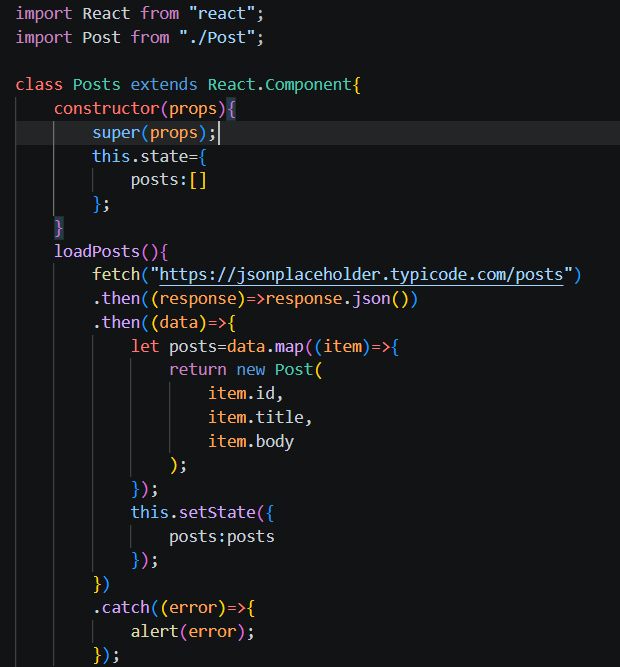 import React from "react";
import Post from "./Post";
class Posts extends React.Component{
constructor(props){
super(props);
this.state={
posts:[]
};
}
loadPosts(){
fetch("https://jsonplaceholder.typicode.com/posts")
.then((response)=>response.json())
.then((data)=>{
let posts=data.map((item)=>{
return new Post(
item.id,
item.title,
item.body
);
});
this.setState({
posts:posts
});
})
.catch((error)=>{
alert(error);
});